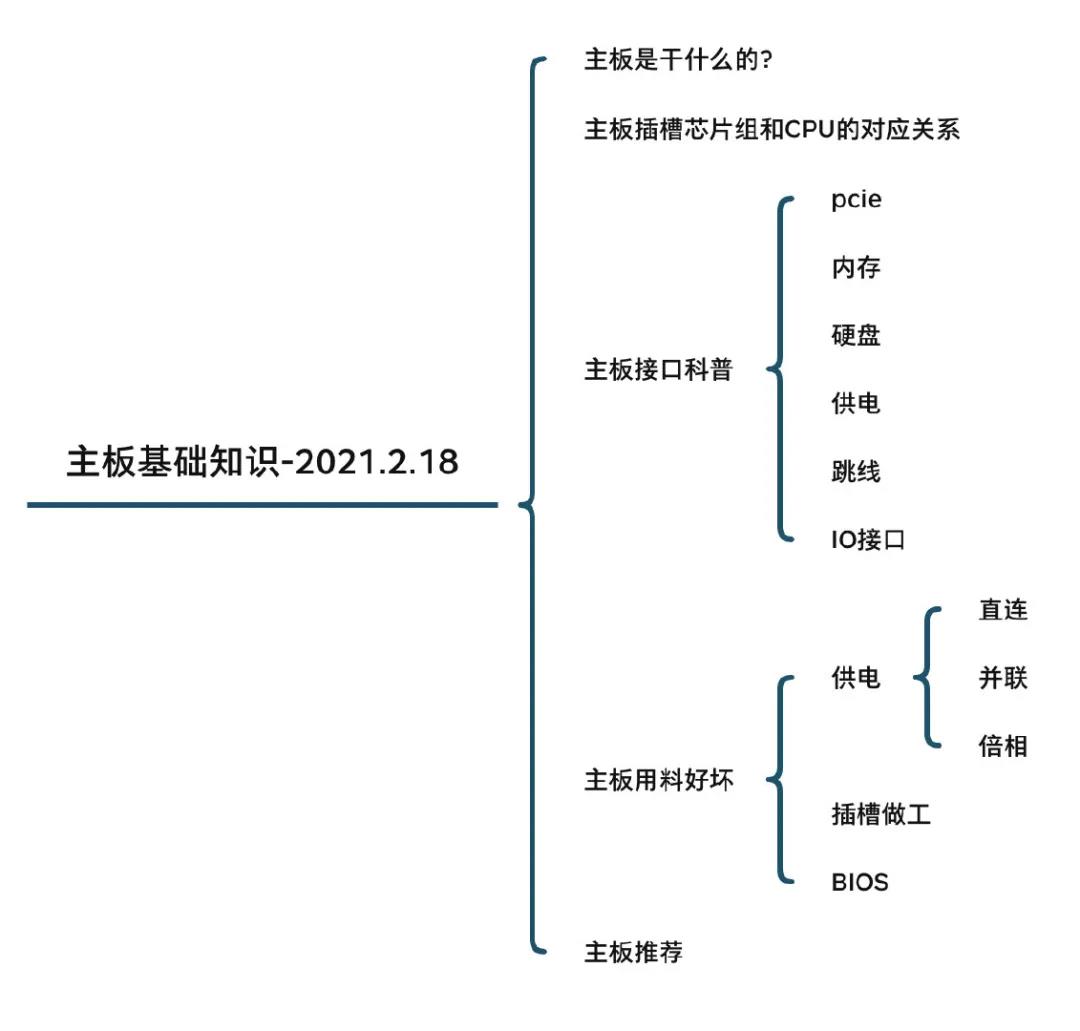 主板是干什么的?
主板插槽芯片组和CPU的对应关系
pcie
内存
硬盘
主板接口科普
供电
跳线
IO接口
主板基础知识-2021.2.18
直连
供电
并联
倍相
主板用料好坏
插槽做工
BIOS
主板推荐